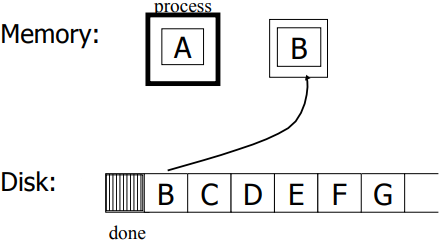 process
Memory: A B
Disk: B C D E F G
done